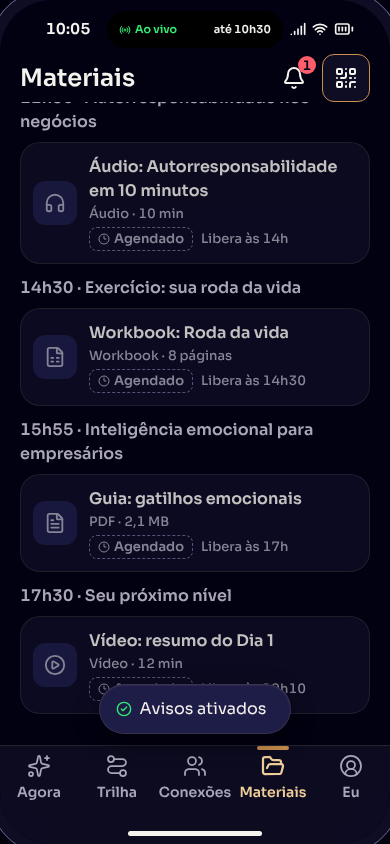 10:05
Ao vivo
até 10h30
Materiais
1
negócios
Áudio: Autorresponsabilidade
em 10 minutos
Áudio · 10 min
Agendado
Libera às 14h
14h30 · Exercício: sua roda da vida
Workbook: Roda da vida
Workbook · 8 páginas
Agendado
Libera às 14h30
15h55 · Inteligência emocional para
empresários
Guia: gatilhos emocionais
PDF · 2,1 MB
Agendado
Libera às 17h
17h30 · Seu próximo nível
Vídeo: resumo do Dia 1
Vídeo · 12 min
Avisos ativados
Agora
Trilha
Conexões
Materiais
Eu